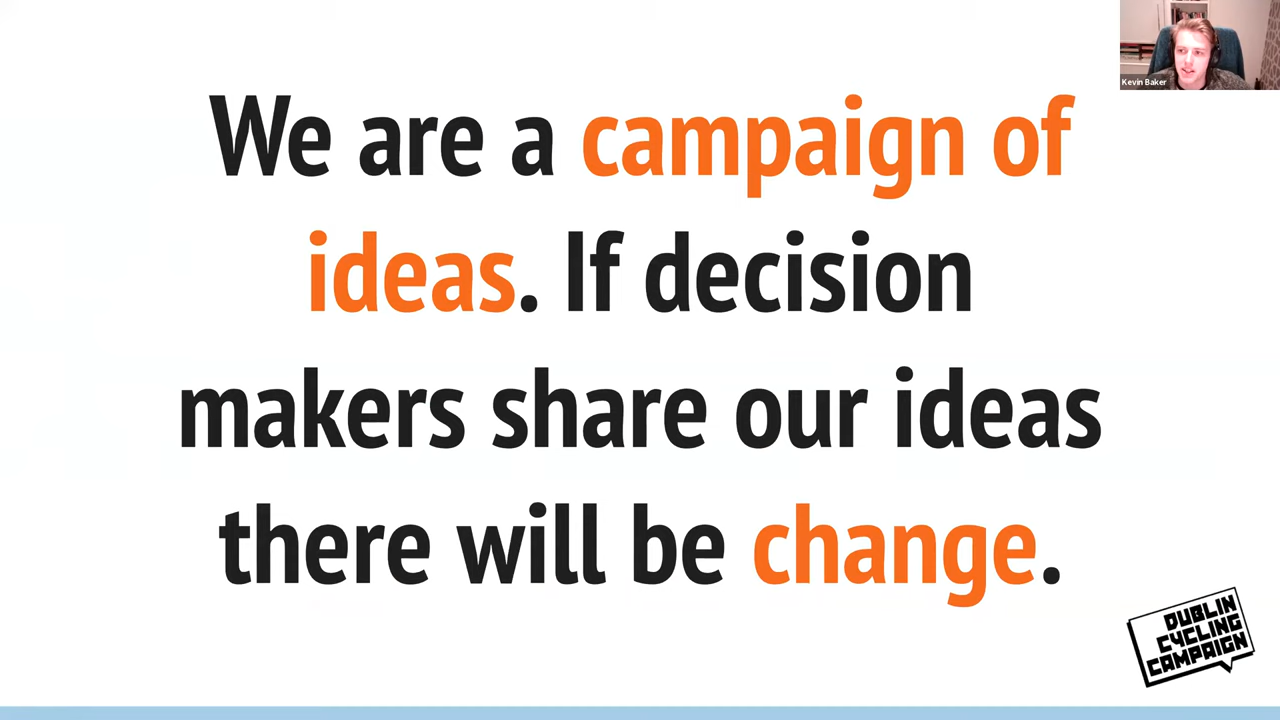 We are a campaign of
ideas. If decision
makers share our ideas
there will be change.
Kevin Baker
DUBLIN
CYCLING
CAMPAIGN